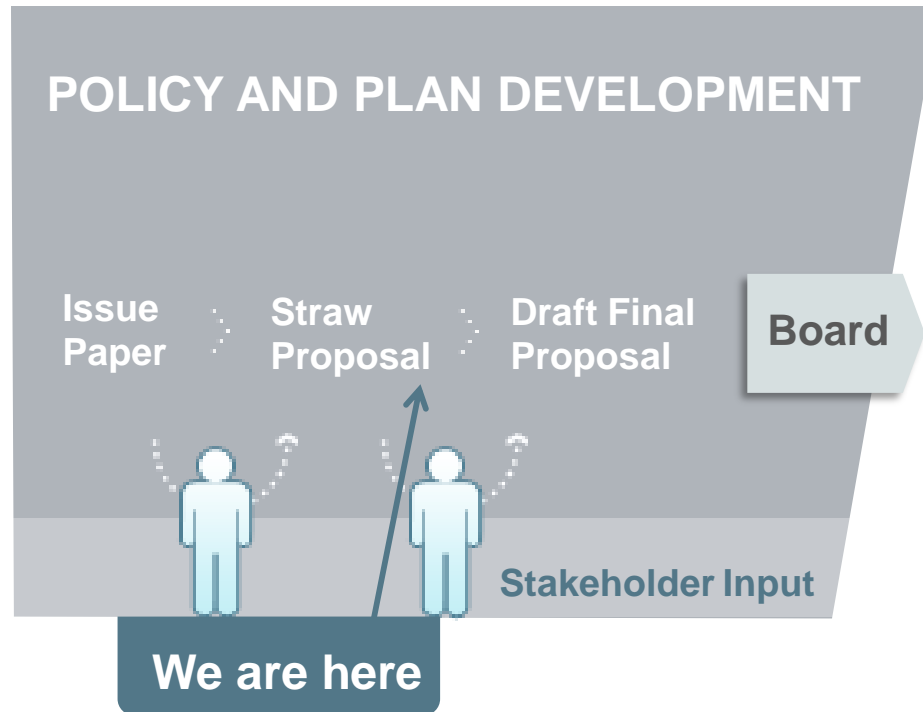 POLICY AND PLAN DEVELOPMENT
Issue
Paper
Straw
Proposal
Draft Final
Proposal
Board
Stakeholder Input
We are here